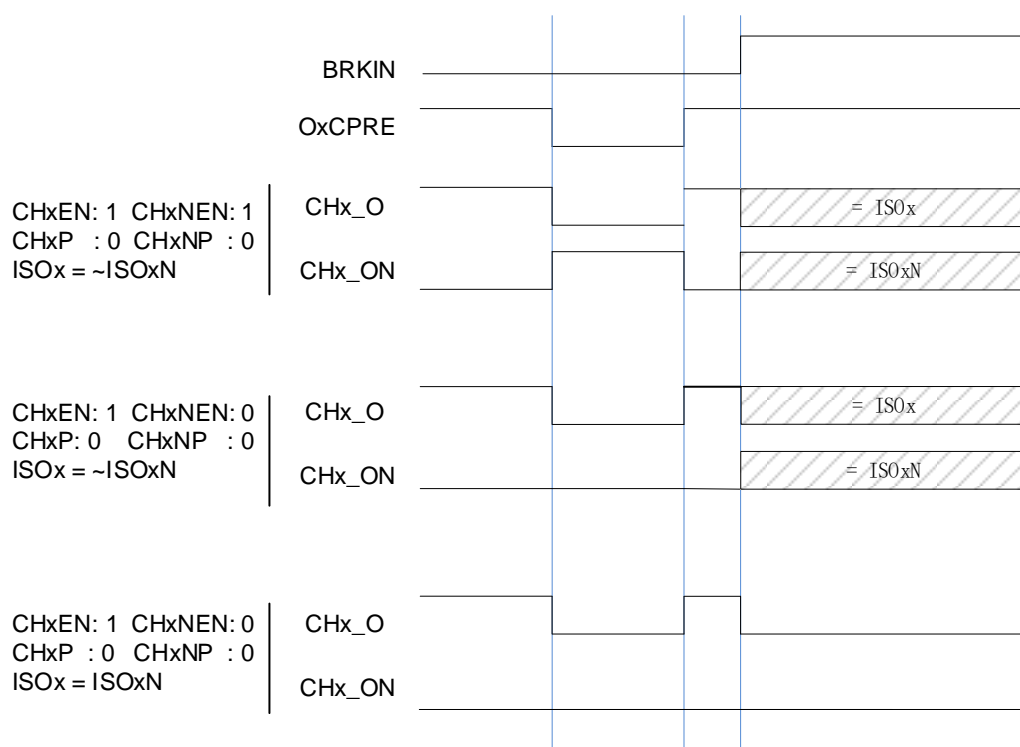 BRKIN
OxCPRE
CHxEN: 1 CHxNEN: 1
CHxP : 0 CHxNP : 0
ISOx = ~ISOxN
CHx_O
= ISOx
CHx_ON
= ISOxN
CHxEN: 1 CHxNEN: 0
CHxP: 0 CHxNP : 0
ISOx = ~ISOxN
CHx_O
= ISOx
CHx_ON
= ISOxN
CHxEN: 1 CHxNEN: 0
CHxP : 0 CHxNP : 0
ISOx = ISOxN
CHx_O
CHx_ON